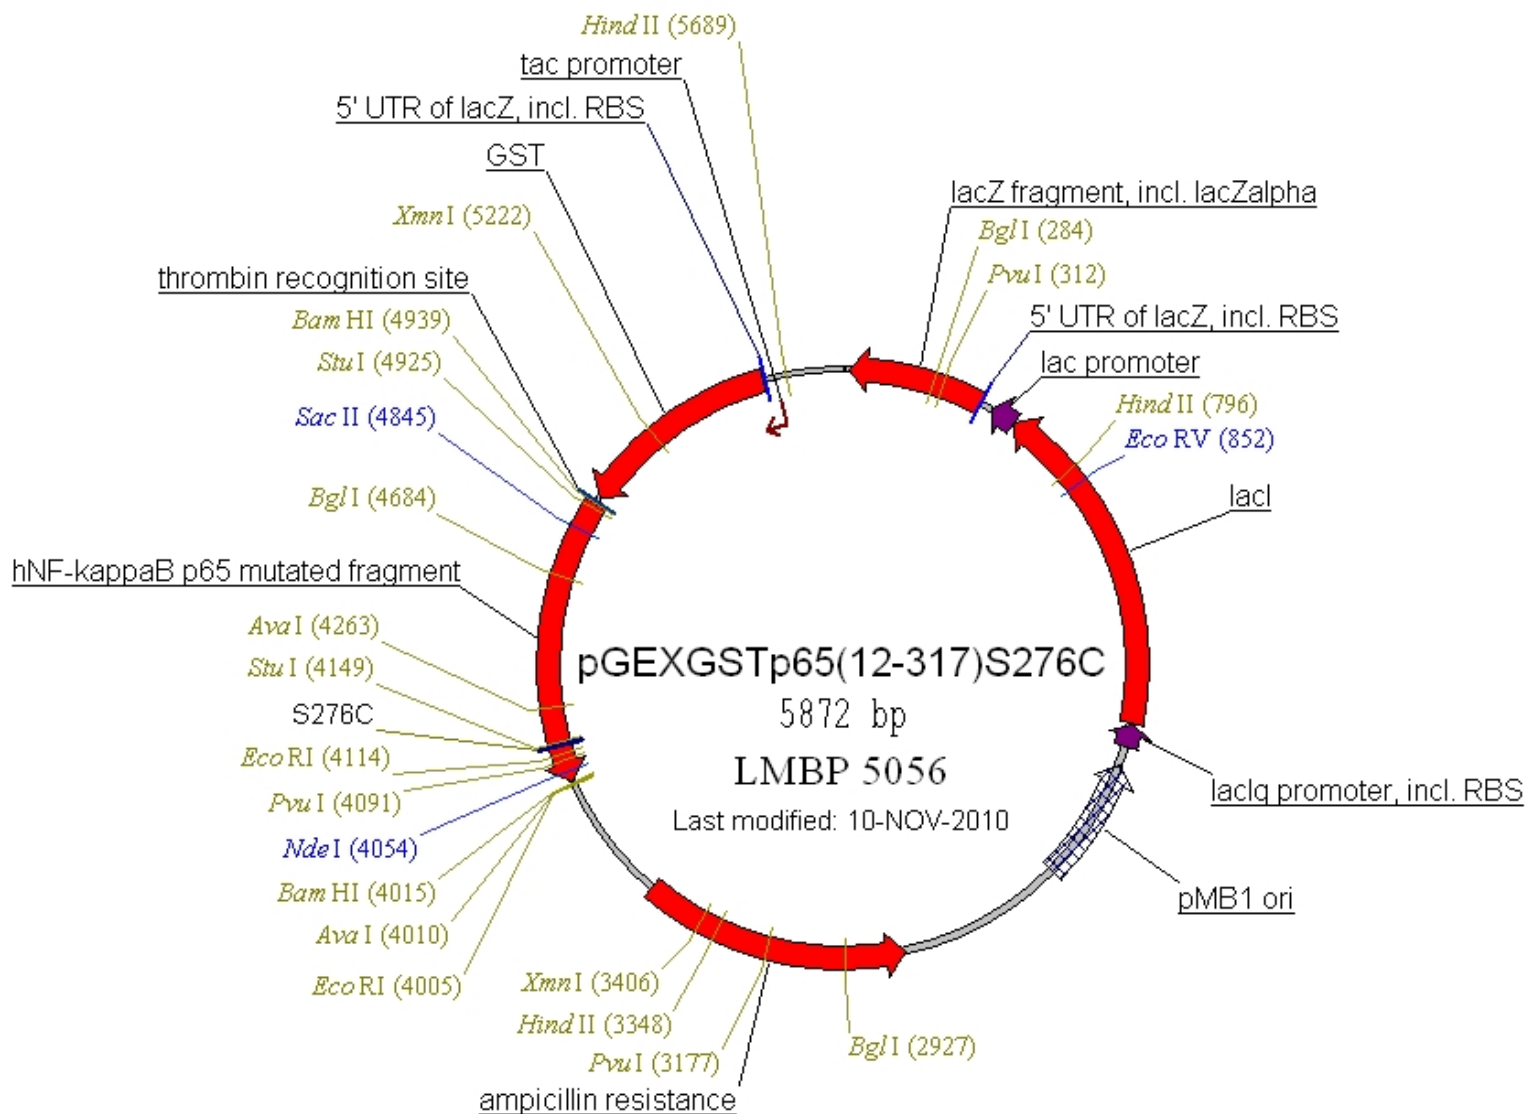 Hind II (5689)
tac promoter
5' UTR of lacZ, incl. RBS
GST
lacZ fragment, incl. lacZalpha
Xmn I (5222)
Bgl I (284)
Pvu I (312)
thrombin recognition site
5' UTR of lacZ, incl. RBS
Bam HI (4939)
lac promoter
Stu I (4925)
Hind II (796)
Sac II (4845)
Eco RV (852)
Bgl I (4684)
lacI
hNF-kappaB p65 mutated fragment
Ava I (4263)
pGEXGSTp65(12-317)S276C
Stu I (4149)
S276C
5872 bp
Eco RI (4114)
LMBP 5056
lacIq promoter, incl. RBS
Pvu I (4091)
Last modified: 10-NOV-2010
Nde I (4054)
Bam HI (4015)
pMB1 ori
Ava I (4010)
Eco RI (4005)
Xmn I (3406)
Hind II (3348)
Bgl I (2927)
Pvu I (3177)
ampicillin resistance